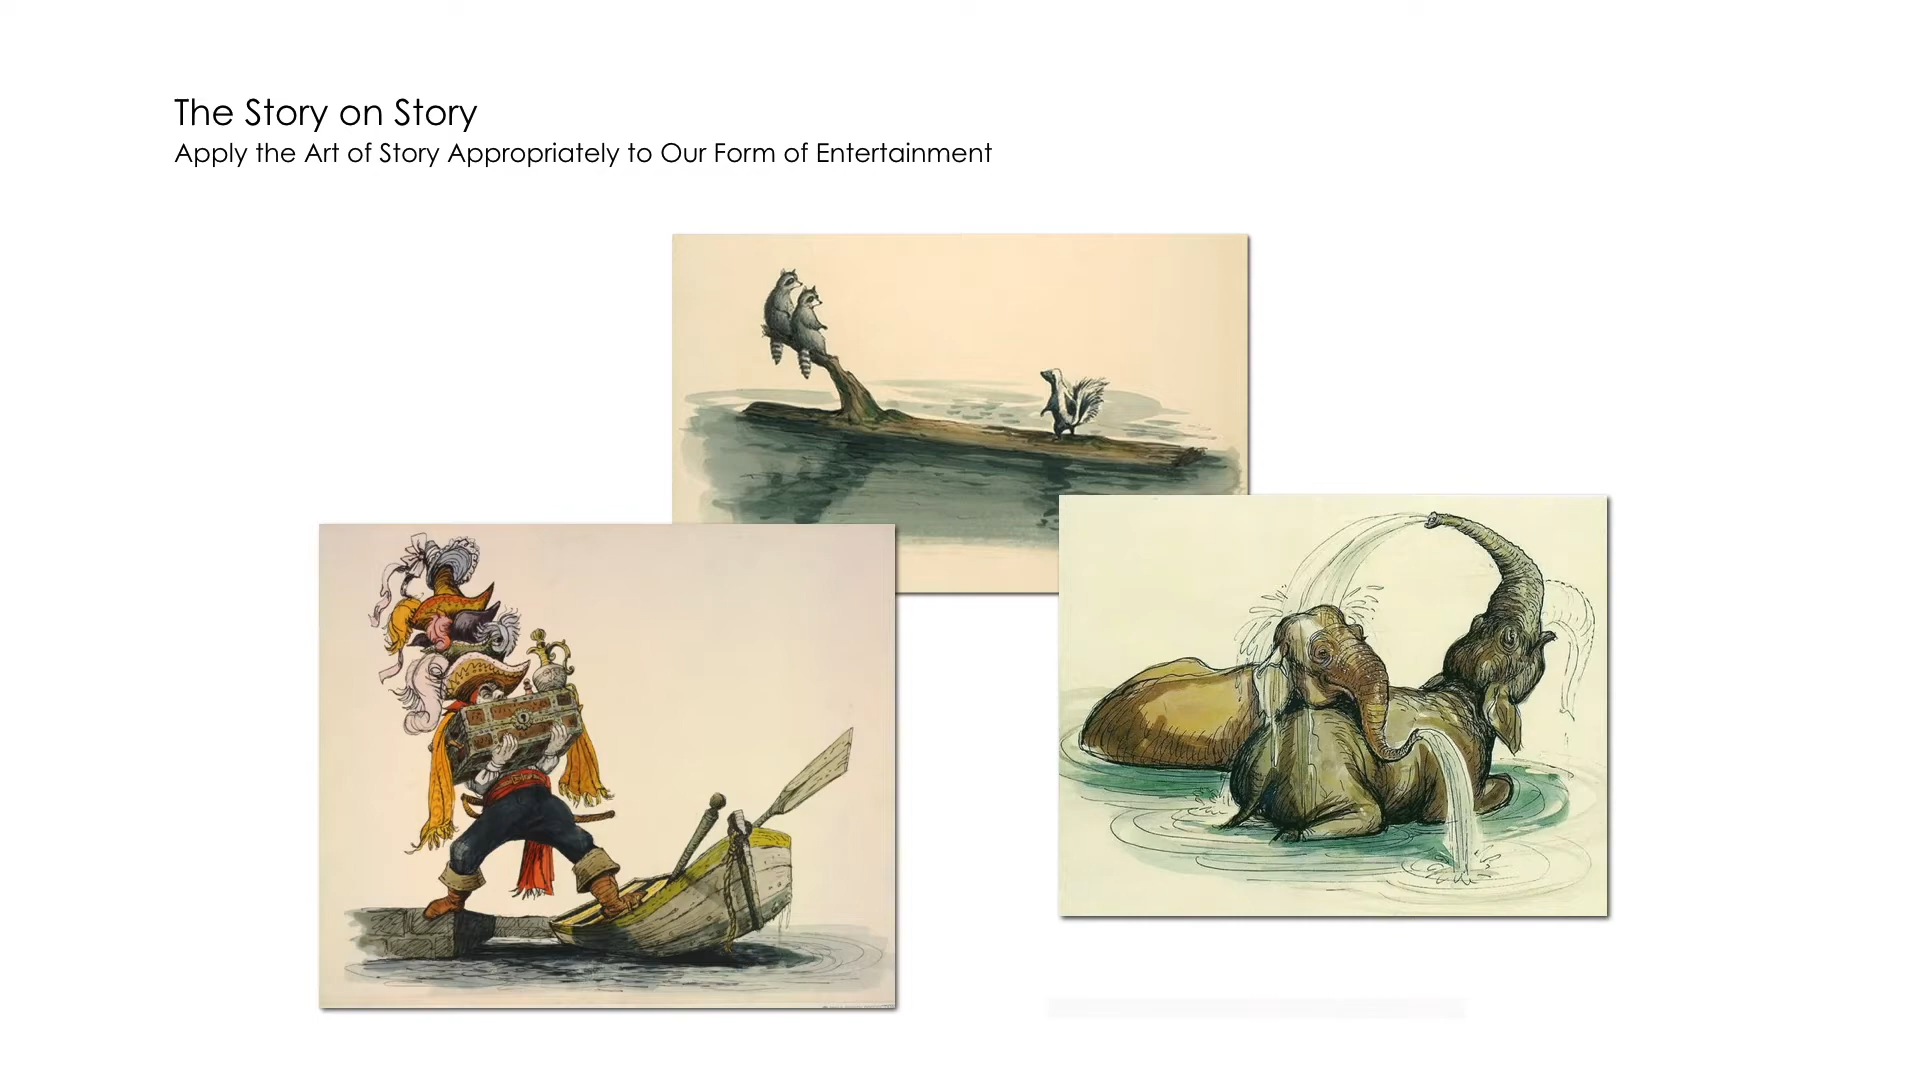 The Story on Story
Apply the Art of Story Appropriately to Our Form of Entertainment